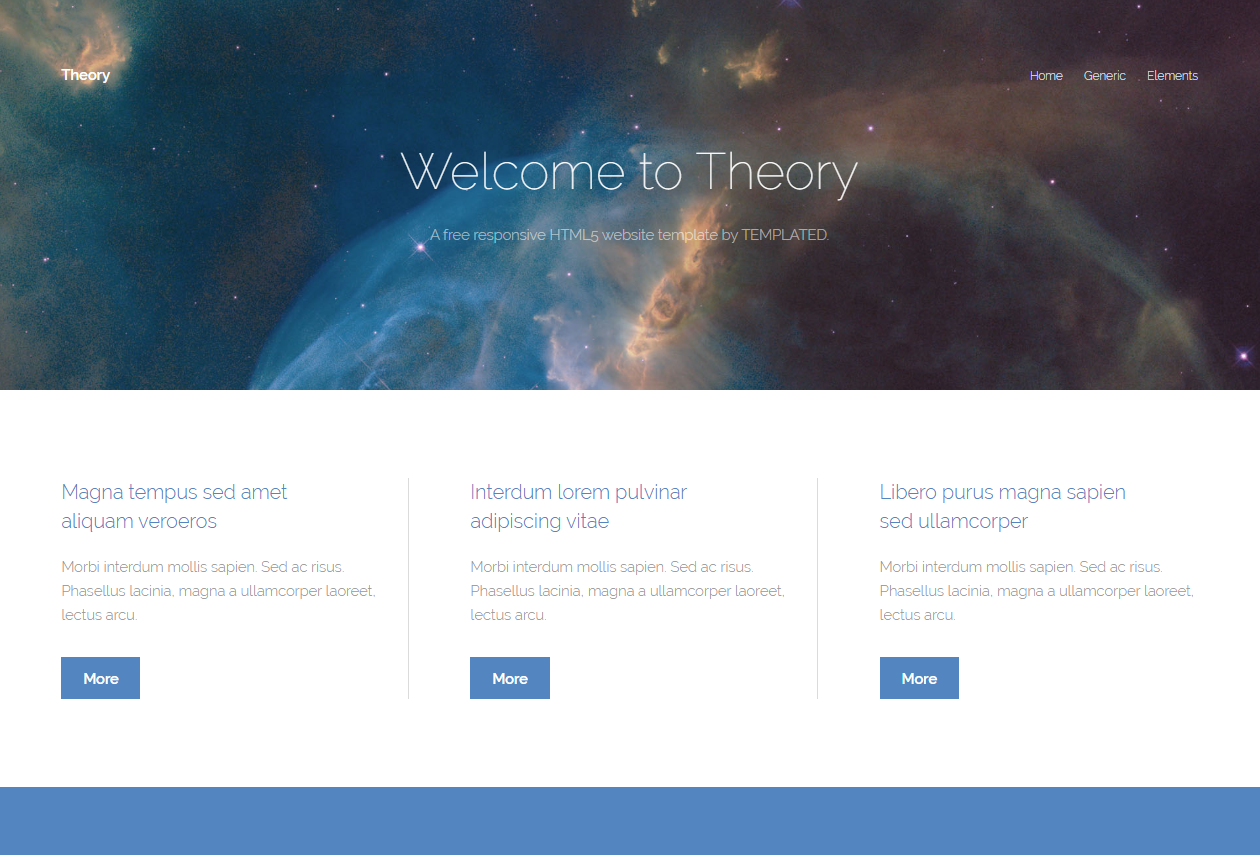 Theory
Home Generic Elements
Welcome to Theory
A free responsive HTML5 website template by TEMPLATED.
Magna tempus sed amet
aliquam veroeros
Morbi interdum mollis sapien. Sed ac risus.
Phasellus lacinia, magna a ullamcorper laoreet,
lectus arcu.
More
Interdum lorem pulvinar
adipiscing vitae
Morbi interdum mollis sapien. Sed ac risus.
Phasellus lacinia, magna a ullamcorper laoreet,
lectus arcu.
More
Libero purus magna sapien
sed ullamcorper
Morbi interdum mollis sapien. Sed ac risus.
Phasellus lacinia, magna a ullamcorper laoreet,
lectus arcu.
More